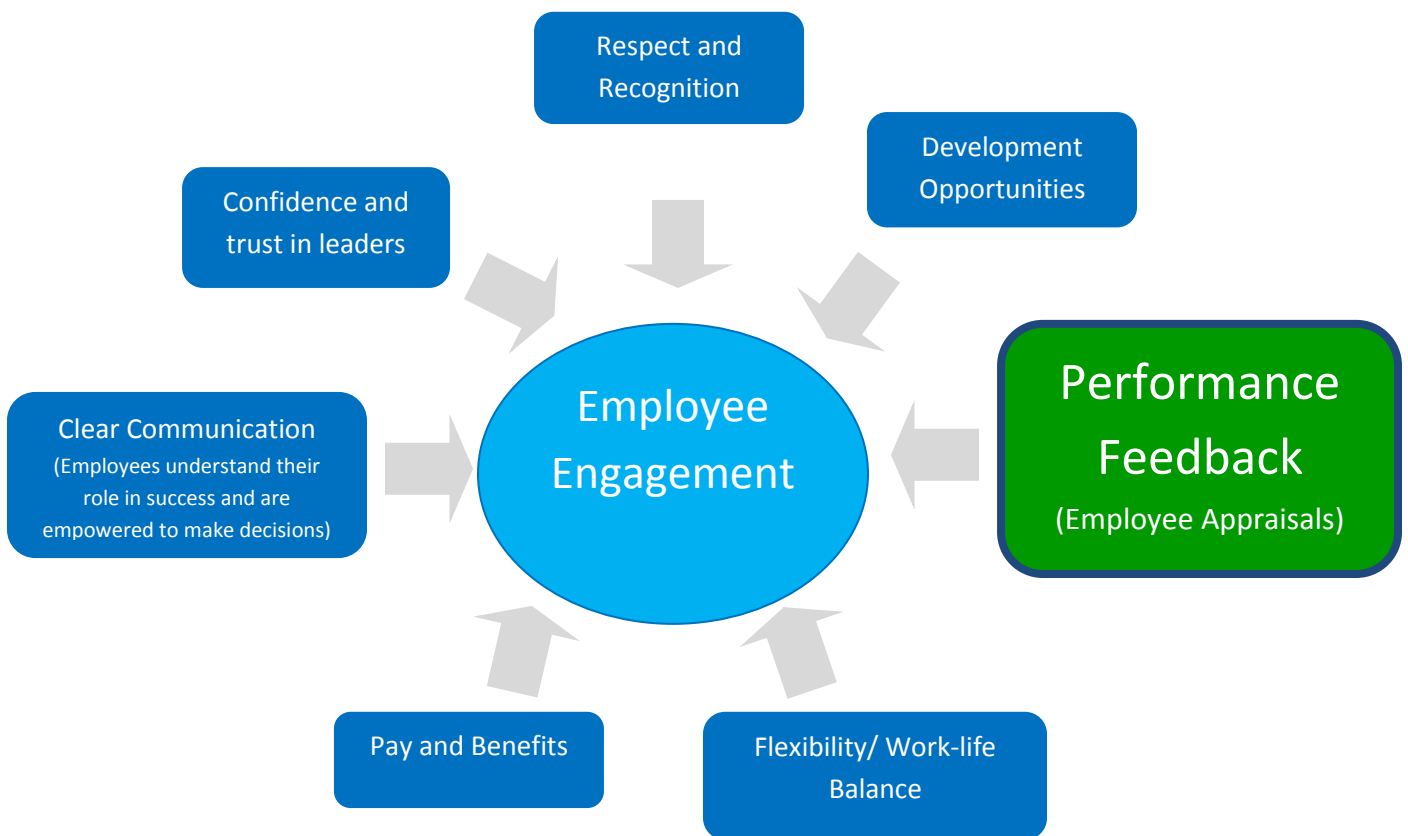 Respect and
Recognition
Development
Opportunities
Confidence and
trust in leaders
Employee
Engagement
Performance
Feedback
(Employee Appraisals)
Clear Communication
(Employees understand their
role in success and are
empowered to make decisions)
Pay and Benefits
Flexibility/ Work-life
Balance